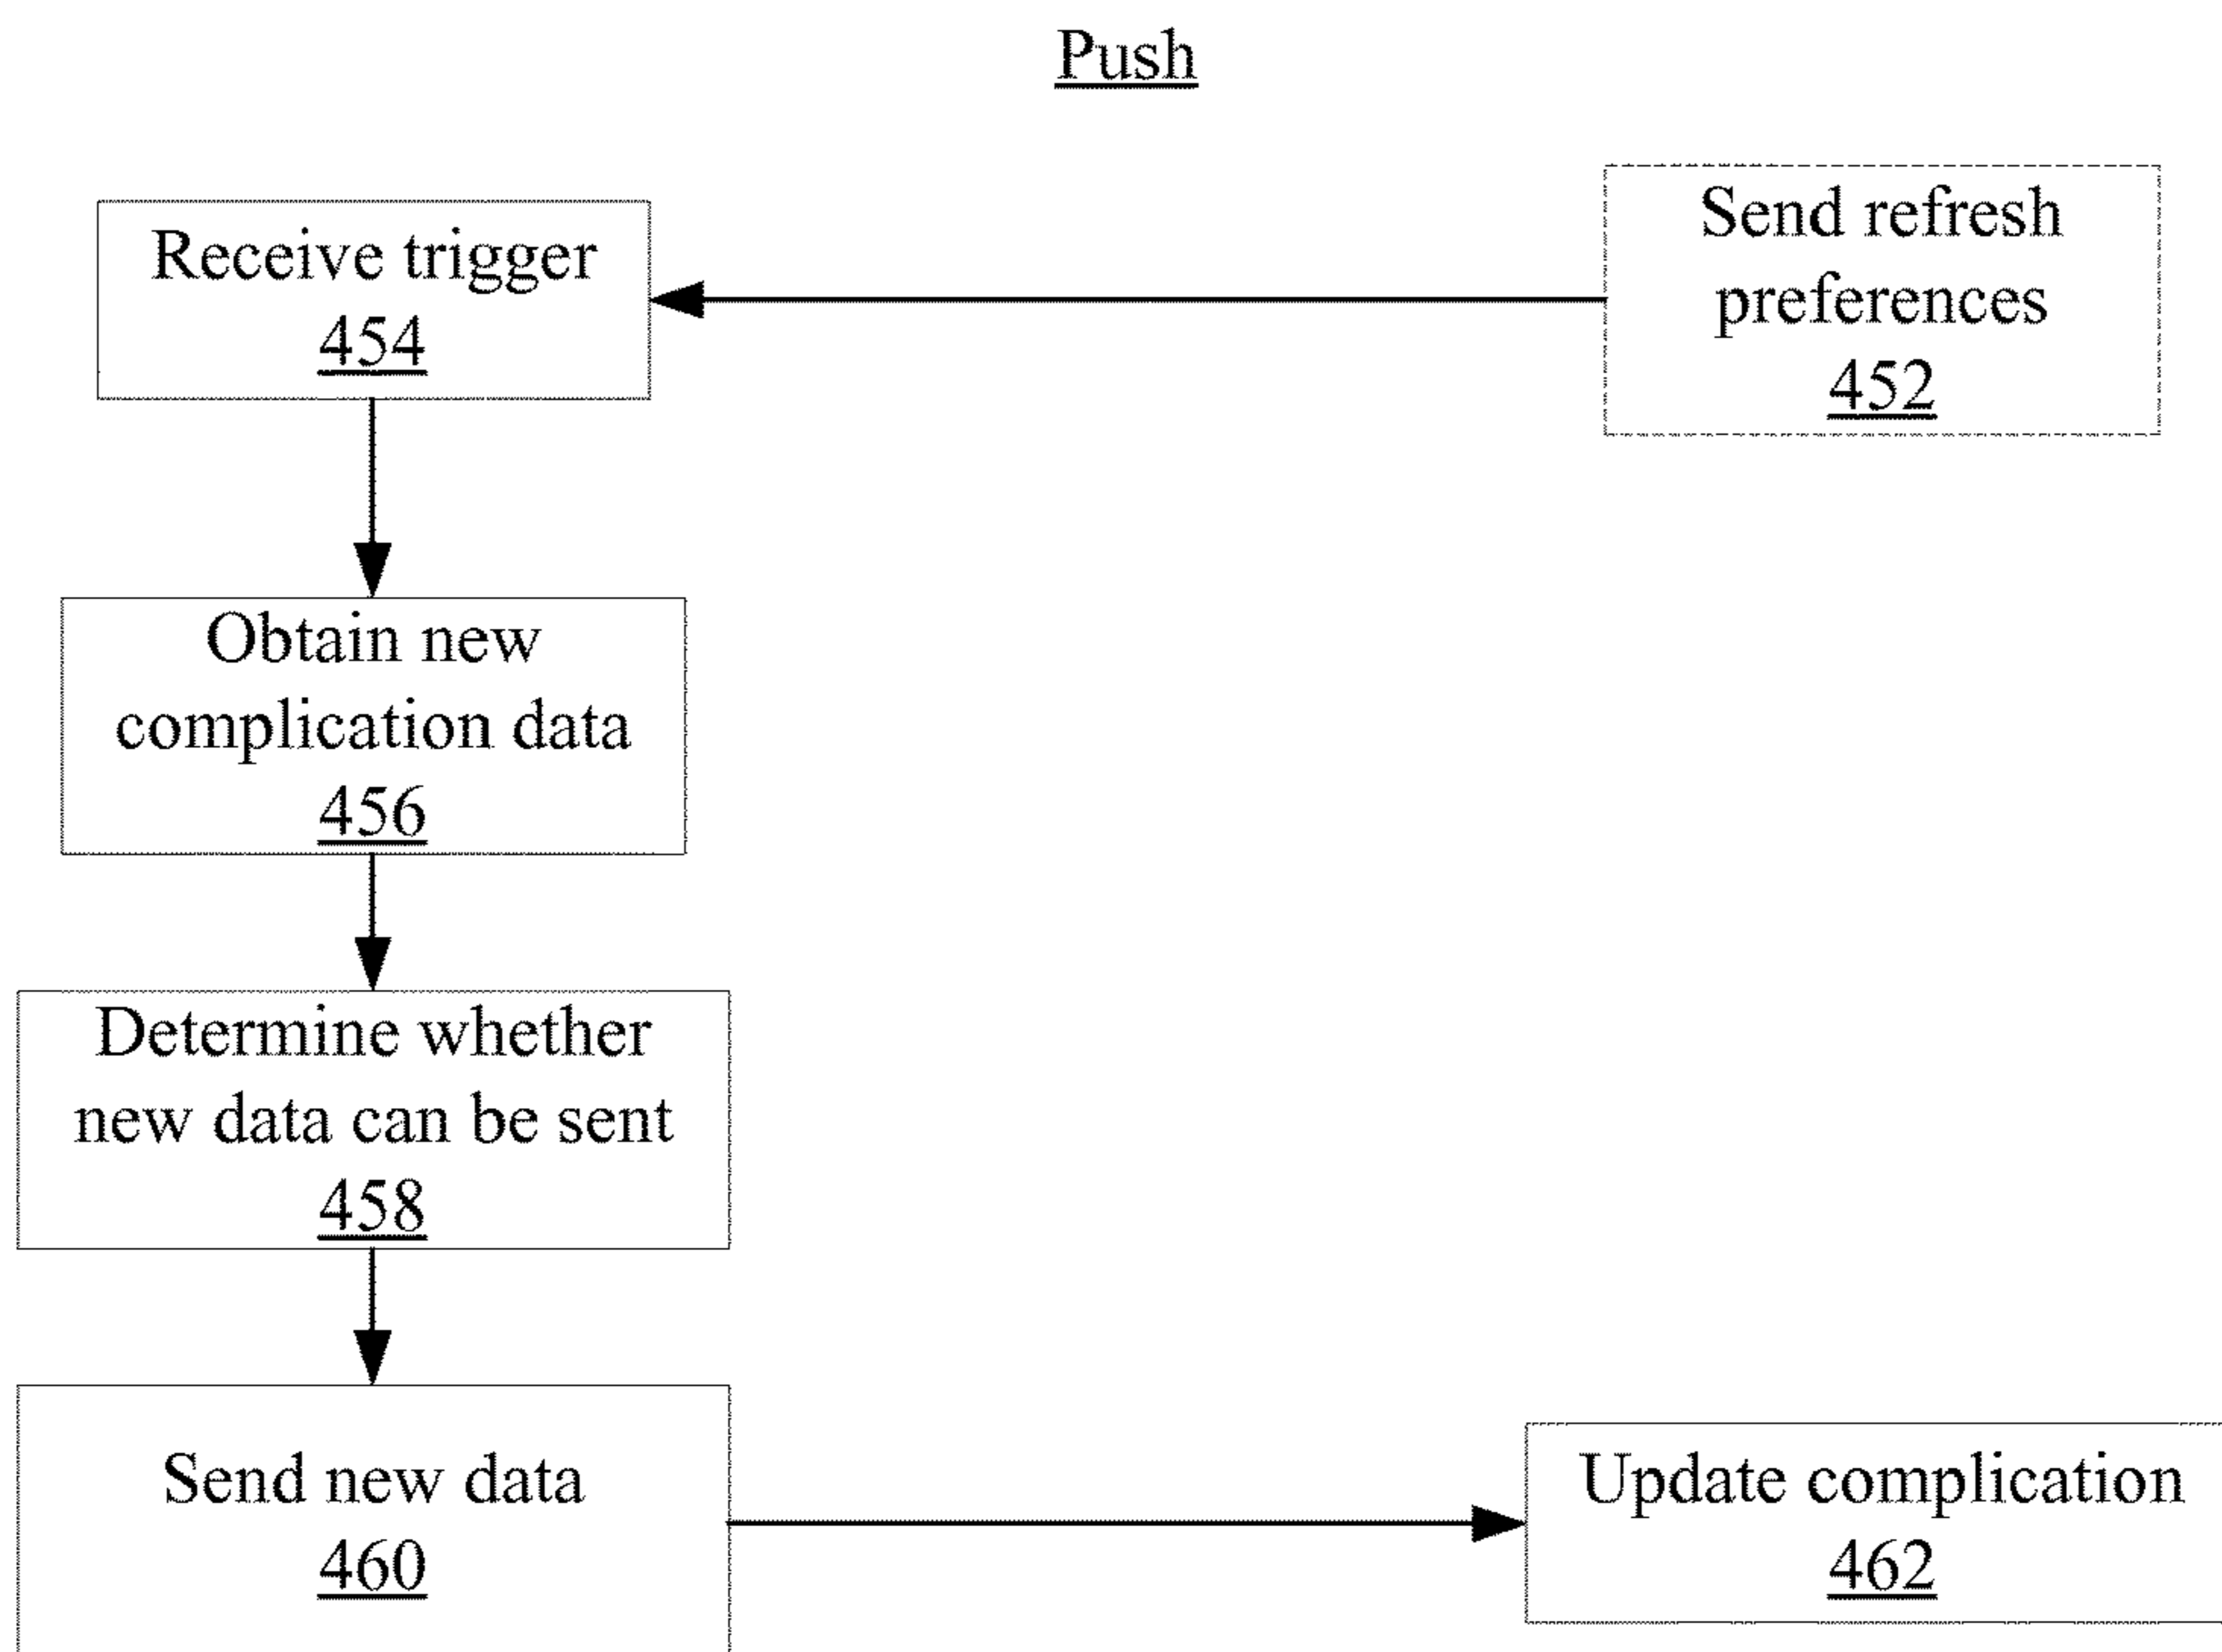 Push
Send refresh
preferences
452
Receive trigger
454
Obtain new
complication data
456
Determine whether
new data can be sent
458
Send new data
460
Update complication
462